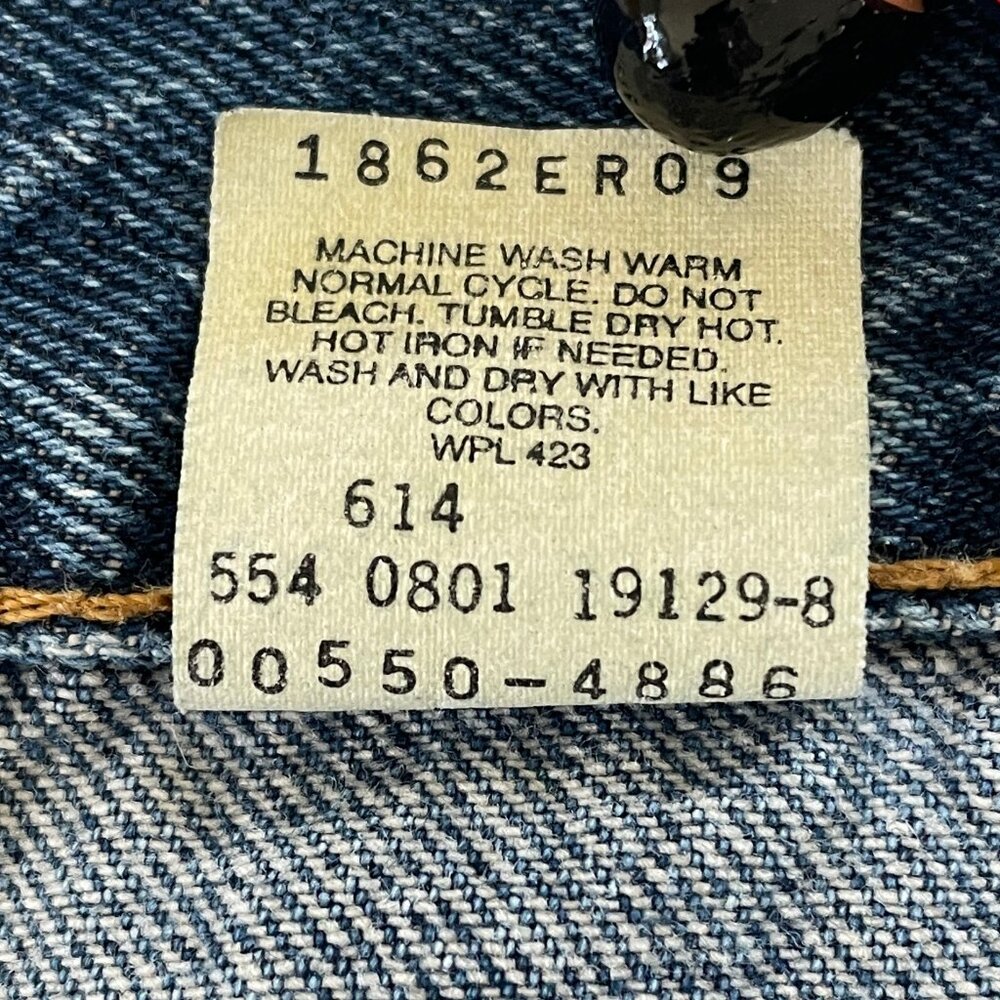 1862ER09
MACHINE WASH WARM
NORMAL CYCLE. DO NOT
BLEACH. TUMBLE DRY HOT.
HOT IRON IF NEEDED.
WASH AND DRY WITH LIKE
COLORS.
WPL 423
614
554 0801 19129-8
00550-4886